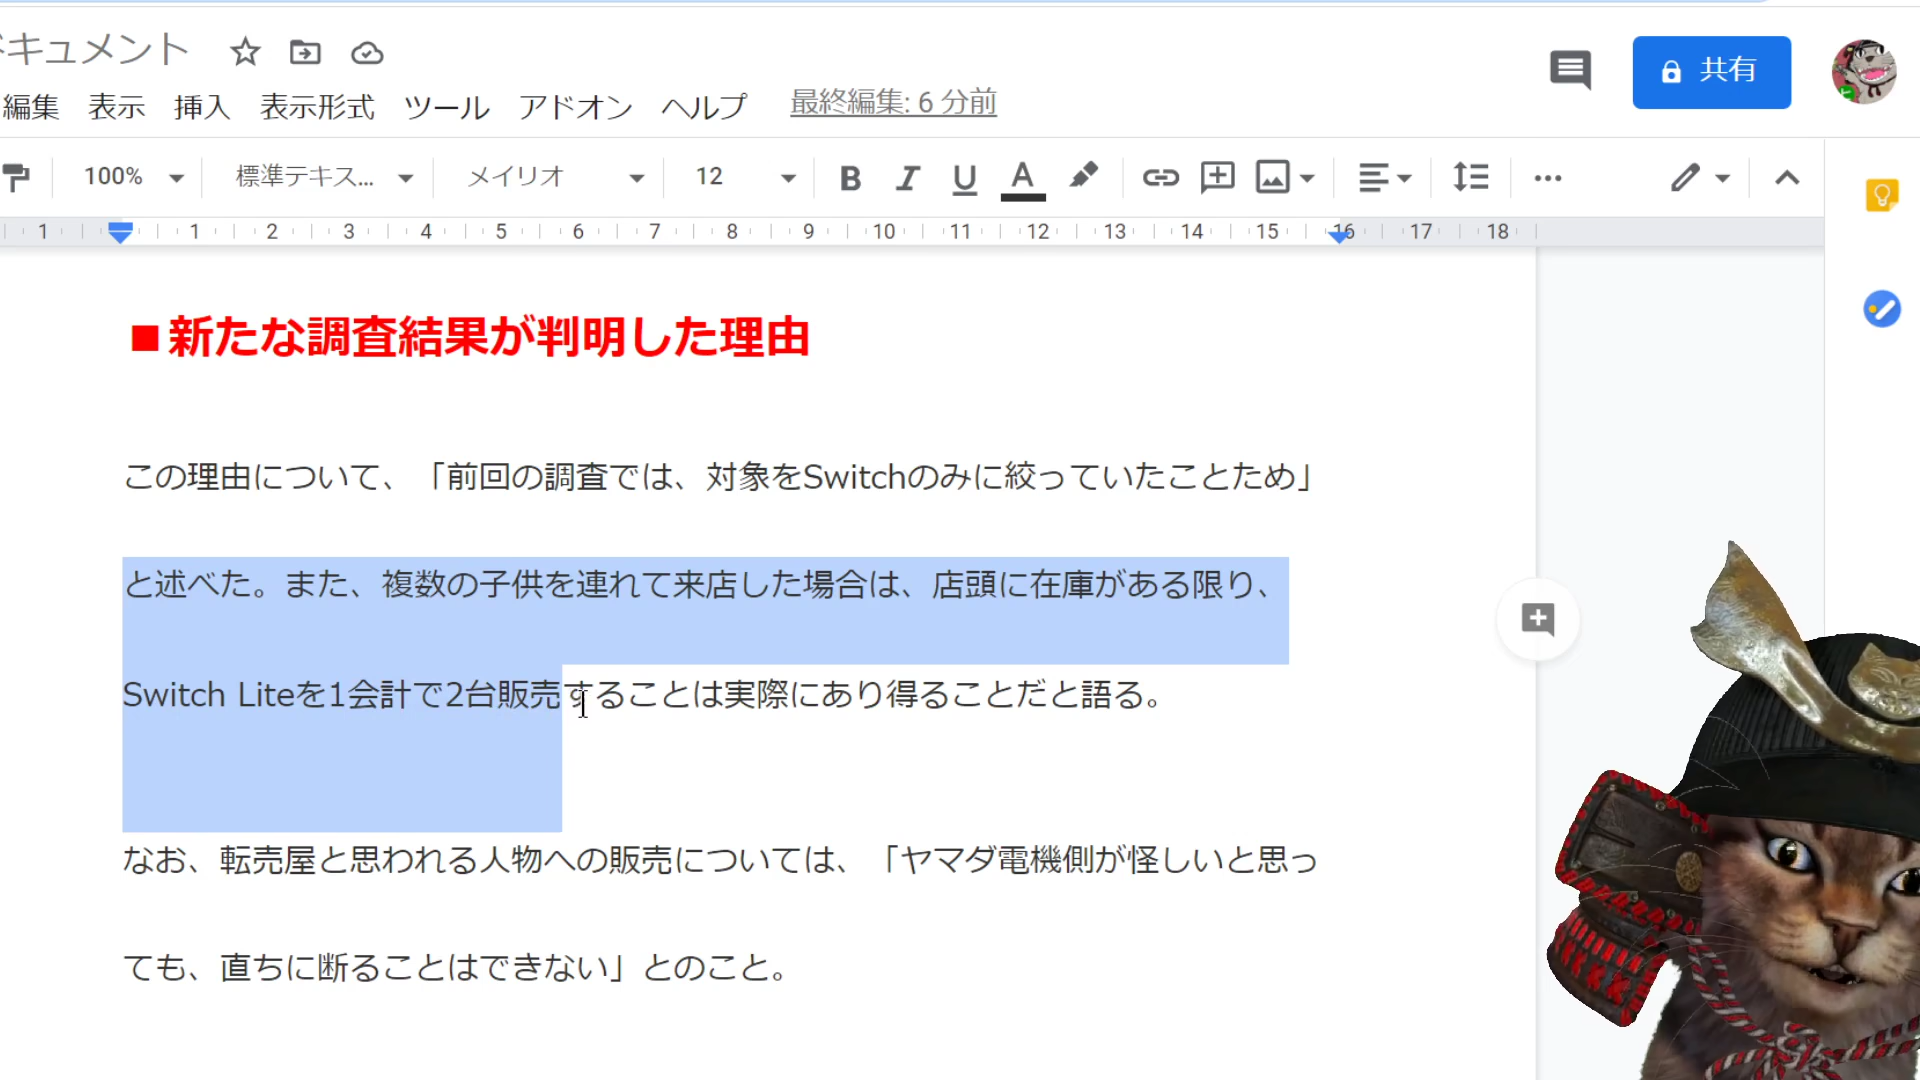 ドキュメント
共有
編集 表示 挿入 表示形式 ツール アドオン ヘルプ 最終編集: 6 分前
100% 標準テキス... メイリオ 12 B I U A
1 1 2 3 4 5 6 7 8 9 10 11 12 13 14 15 16 17 18
■新たな調査結果が判明した理由
この理由について、「前回の調査では、対象をSwitchのみに絞っていたことため」
と述べた。また、複数の子供を連れて来店した場合は、店頭に在庫がある限り、
Switch Liteを1会計で2台販売することは実際にあり得ることだと語る。
なお、転売屋と思われる人物への販売については、「ヤマダ電機側が怪しいと思っ
ても、直ちに断ることはできない」とのこと。